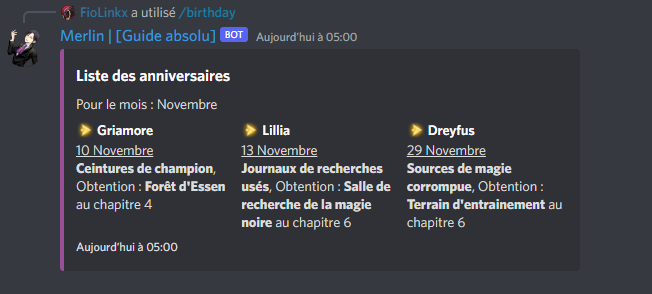 FioLinkx a utilisé /birthday
Merlin | [Guide absolu] BOT Aujourd'hui à 05:00
Liste des anniversaires
Pour le mois : Novembre
Griamore
10 Novembre
Ceintures de champion,
Obtention : Forêt d'Essen
au chapitre 4
Lillia
13 Novembre
Journaux de recherches
usés, Obtention : Salle de
recherche de la magie
noire au chapitre 6
Dreyfus
29 Novembre
Sources de magie
corrompue, Obtention :
Terrain d'entrainement au
chapitre 6
Aujourd'hui à 05:00